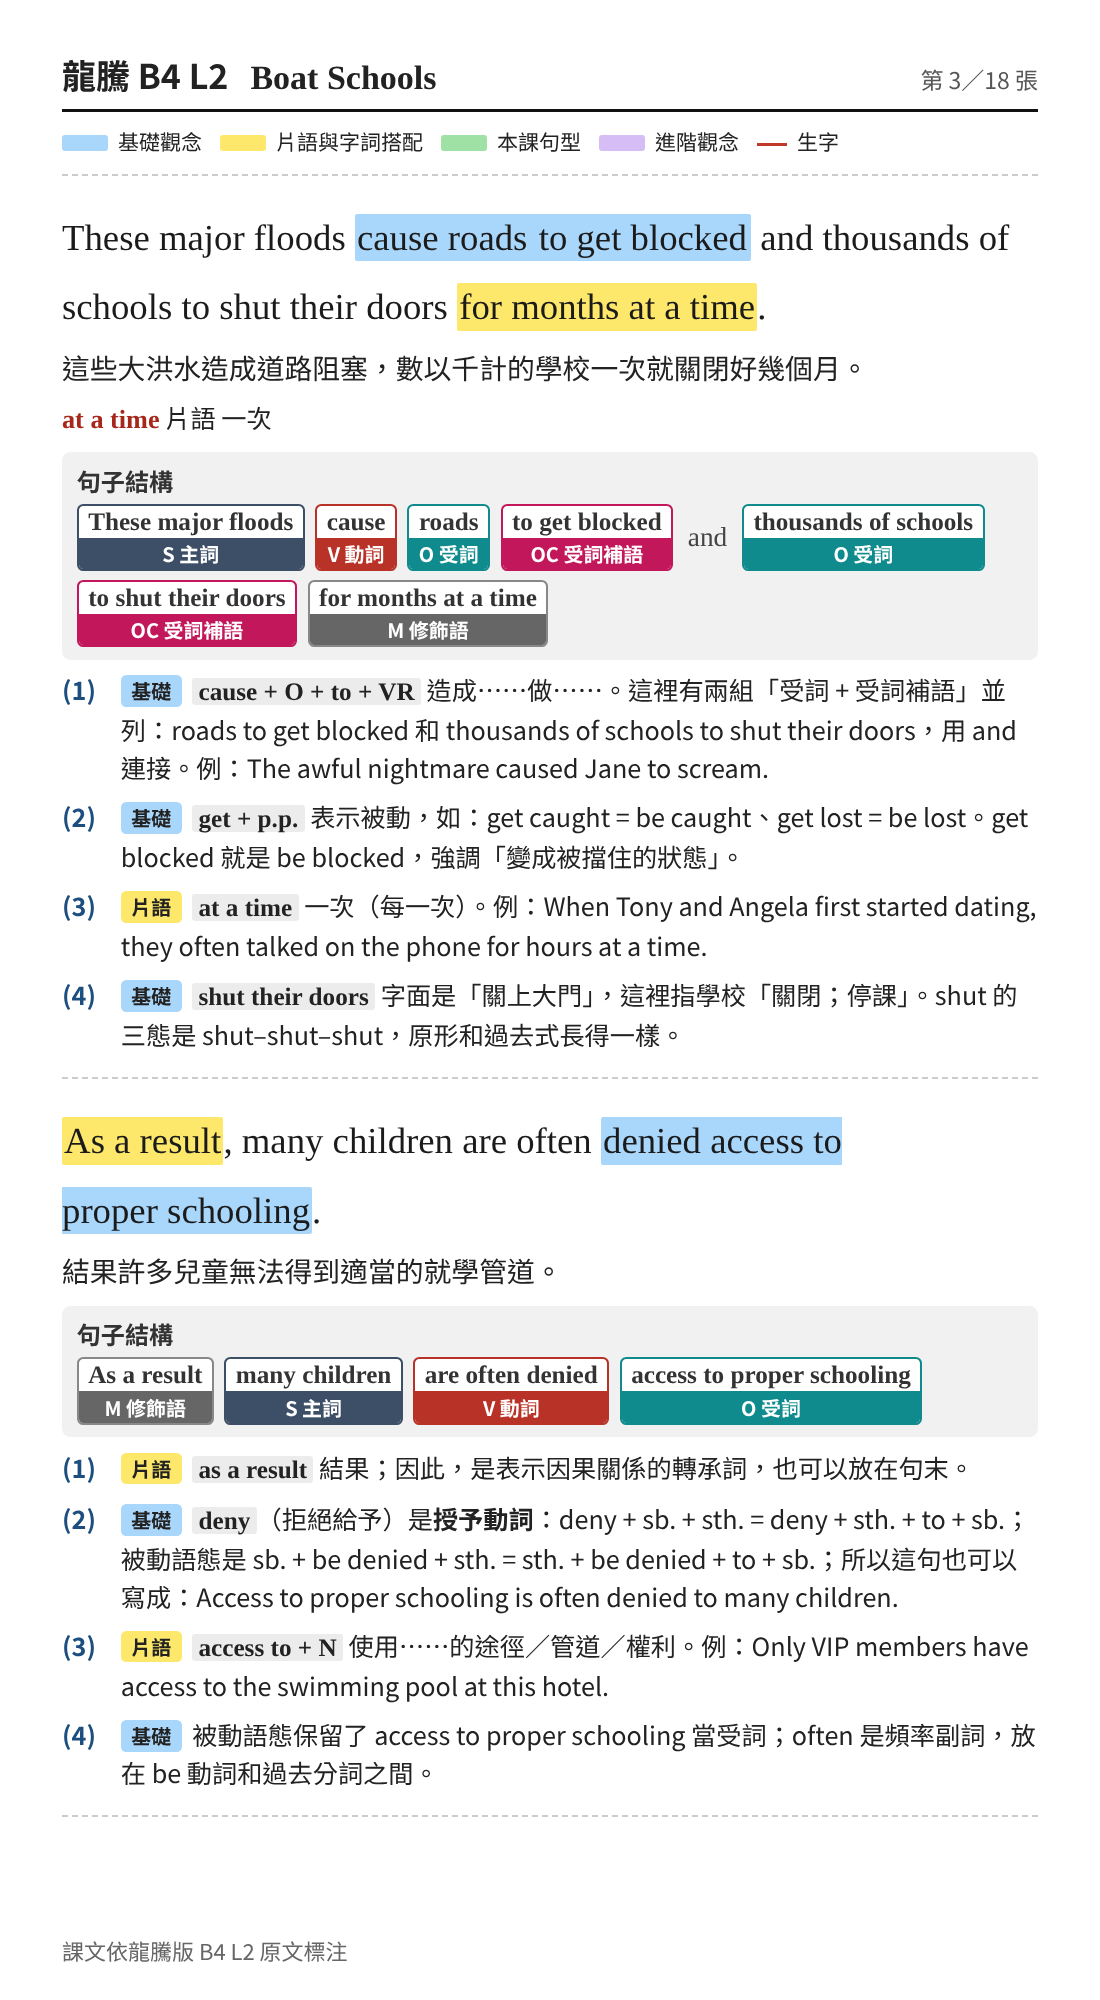 龍騰 B4 L2 Boat Schools
第 3／18 張
基礎觀念 片語與字詞搭配 本課句型 進階觀念 生字
These major floods cause roads to get blocked and thousands of
schools to shut their doors for months at a time.
這些大洪水造成道路阻塞，數以千計的學校一次就關閉好幾個月。
at a time 片語 一次
句子結構
These major floods cause roads to get blocked and thousands of schools
S 主詞 V 動詞 O 受詞 OC 受詞補語 O 受詞
to shut their doors for months at a time
OC 受詞補語 M 修飾語
(1) 基礎 cause + O + to + VR 造成……做……。這裡有兩組「受詞 + 受詞補語」並
列：roads to get blocked 和 thousands of schools to shut their doors，用 and
連接。例：The awful nightmare caused Jane to scream.
(2) 基礎 get + p.p. 表示被動，如：get caught = be caught、get lost = be lost。get
blocked 就是 be blocked，強調「變成被擋住的狀態」。
(3) 片語 at a time 一次（每一次）。例：When Tony and Angela first started dating,
they often talked on the phone for hours at a time.
(4) 基礎 shut their doors 字面是「關上大門」，這裡指學校「關閉；停課」。shut 的
三態是 shut–shut–shut，原形和過去式長得一樣。
As a result, many children are often denied access to
proper schooling.
結果許多兒童無法得到適當的就學管道。
句子結構
As a result many children are often denied access to proper schooling
M 修飾語 S 主詞 V 動詞 O 受詞
(1) 片語 as a result 結果；因此，是表示因果關係的轉承詞，也可以放在句末。
(2) 基礎 deny（拒絕給予）是授予動詞：deny + sb. + sth. = deny + sth. + to + sb.；
被動語態是 sb. + be denied + sth. = sth. + be denied + to + sb.；所以這句也可以
寫成：Access to proper schooling is often denied to many children.
(3) 片語 access to + N 使用……的途徑／管道／權利。例：Only VIP members have
access to the swimming pool at this hotel.
(4) 基礎 被動語態保留了 access to proper schooling 當受詞；often 是頻率副詞，放
在 be 動詞和過去分詞之間。
課文依龍騰版 B4 L2 原文標注